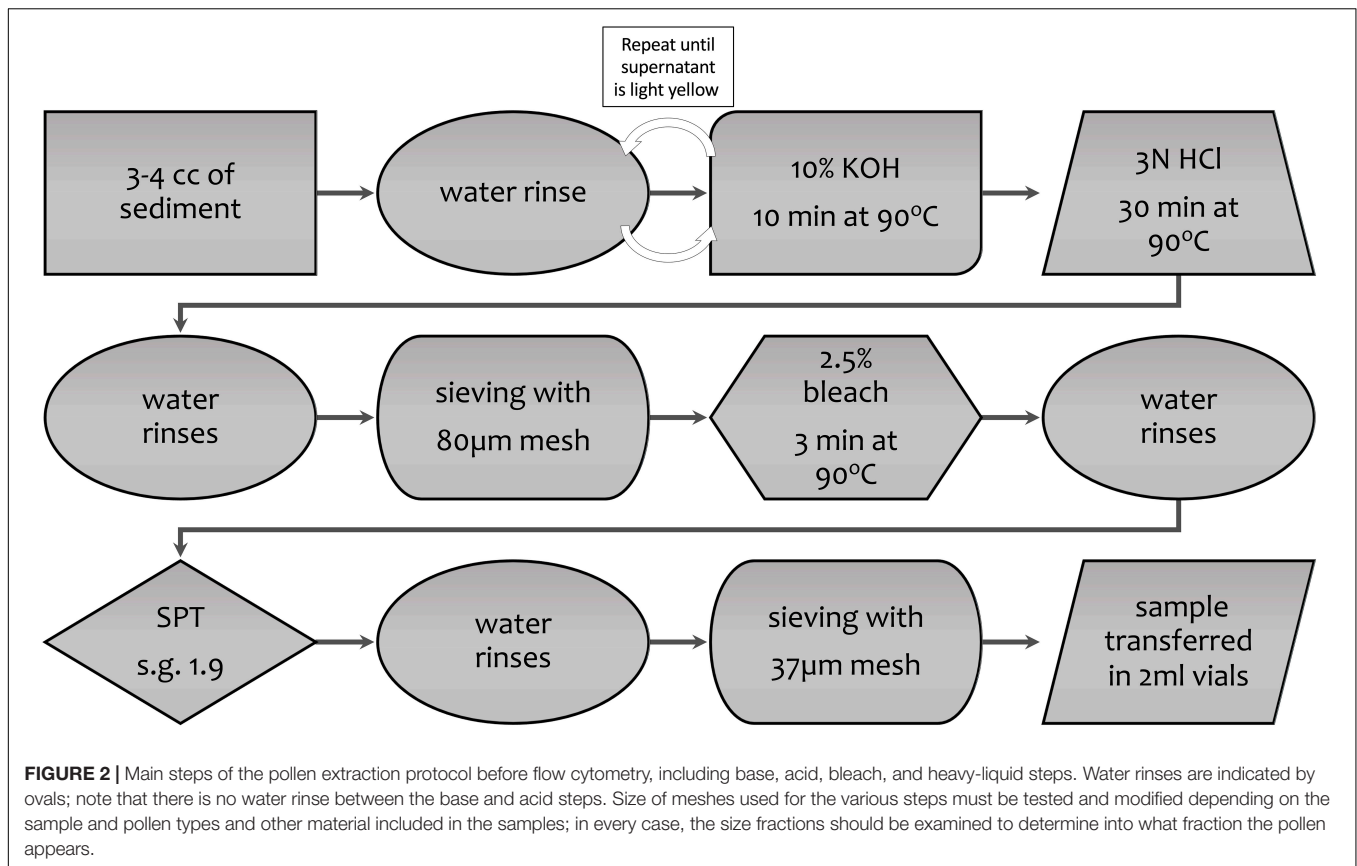 Repeat until
supernatant
is light yellow
3-4 cc of
sediment
water rinse
10% KOH
10 min at 90ºC
3N HCl
30 min at
90ºC
water
rinses
sieving with
80µm mesh
2.5%
bleach
3 min at
90ºC
water
rinses
SPT
s.g. 1.9
water
rinses
sieving with
37µm mesh
sample
transferred
in 2ml vials
FIGURE 2 | Main steps of the pollen extraction protocol before flow cytometry, including base, acid, bleach, and heavy-liquid steps. Water rinses are indicated by
ovals; note that there is no water rinse between the base and acid steps. Size of meshes used for the various steps must be tested and modified depending on the
sample and pollen types and other material included in the samples; in every case, the size fractions should be examined to determine into what fraction the pollen
appears.